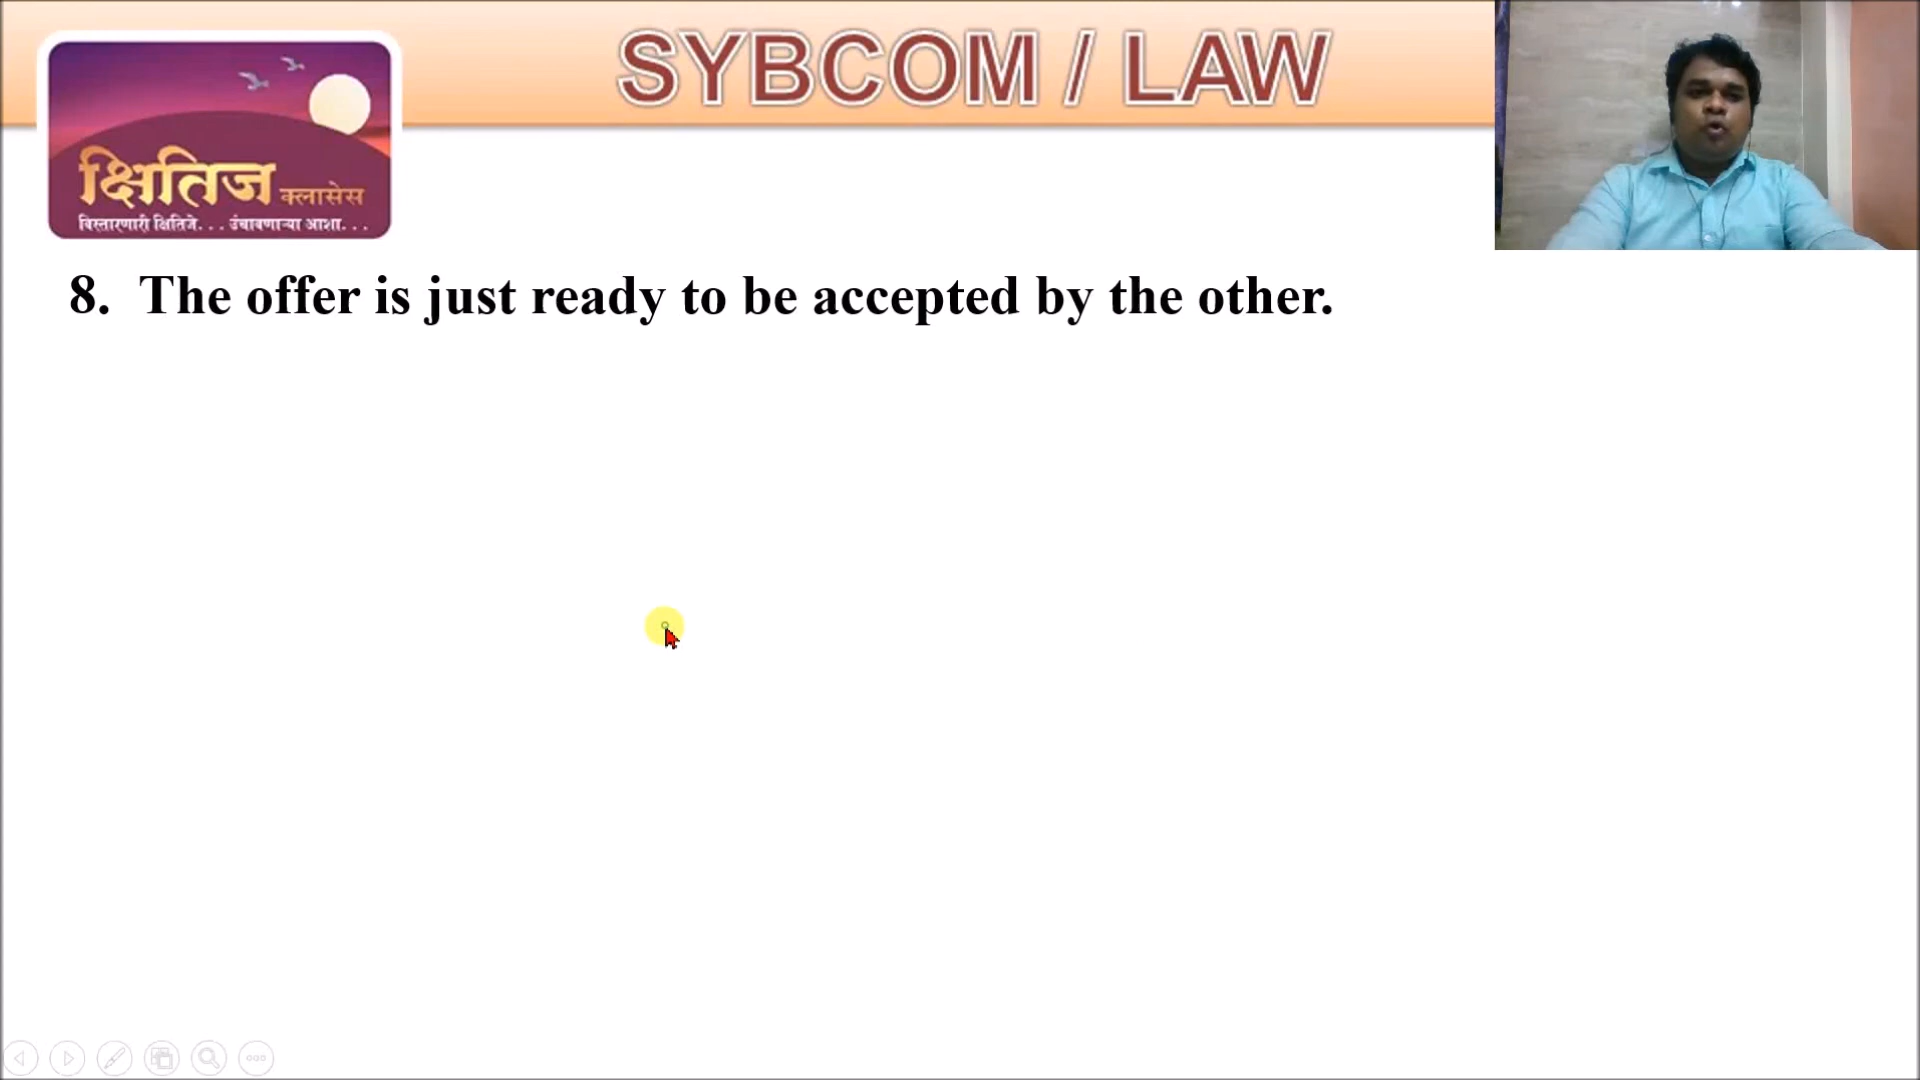 SYBCOM / LAW
क्षितिज क्लासेस
विस्तारणारी क्षितिजे... उंचावणाऱ्या आशा...
8. The offer is just ready to be accepted by the other.